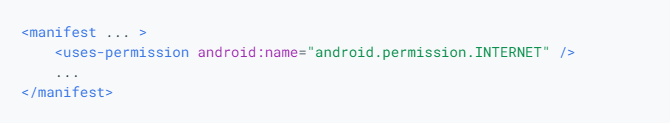 <manifest ... >
    <uses-permission android:name="android.permission.INTERNET" />
    ...
</manifest>